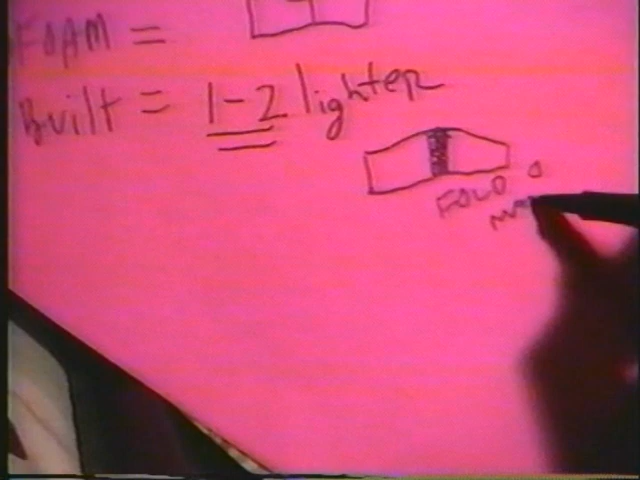 FOAM =
Built = 1-2 lighter
FOLD O